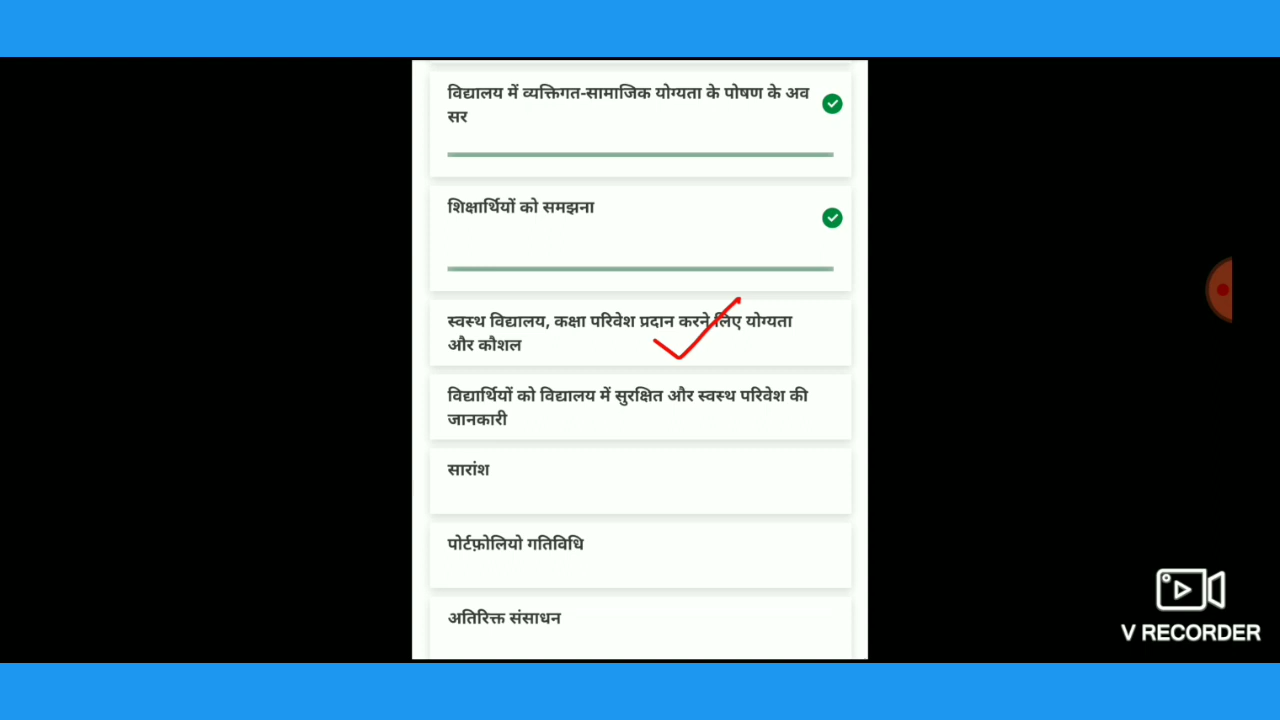 विद्यालय में व्यक्तिगत-सामाजिक योग्यता के पोषण के अव
सर
शिक्षार्थियों को समझना
स्वस्थ विद्यालय, कक्षा परिवेश प्रदान करने लिए योग्यता
और कौशल
विद्यार्थियों को विद्यालय में सुरक्षित और स्वस्थ परिवेश की
जानकारी
सारांश
पोर्टफ़ोलियो गतिविधि
अतिरिक्त संसाधन
V RECORDER